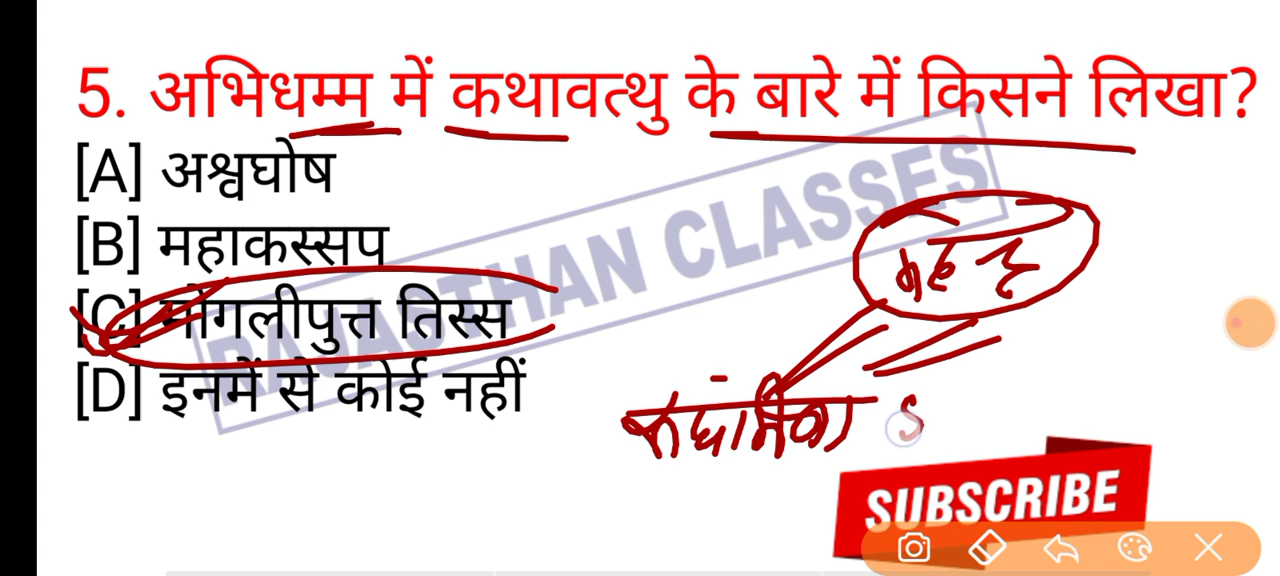 5. अभिधम्म में कथावत्थु के बारे में किसने लिखा?
[A] अश्वघोष
[B] महाकस्सप
[C] मोगलीपुत्त तिस्स
[D] इनमें से कोई नहीं
RAJASTHAN CLASSES
SUBSCRIBE